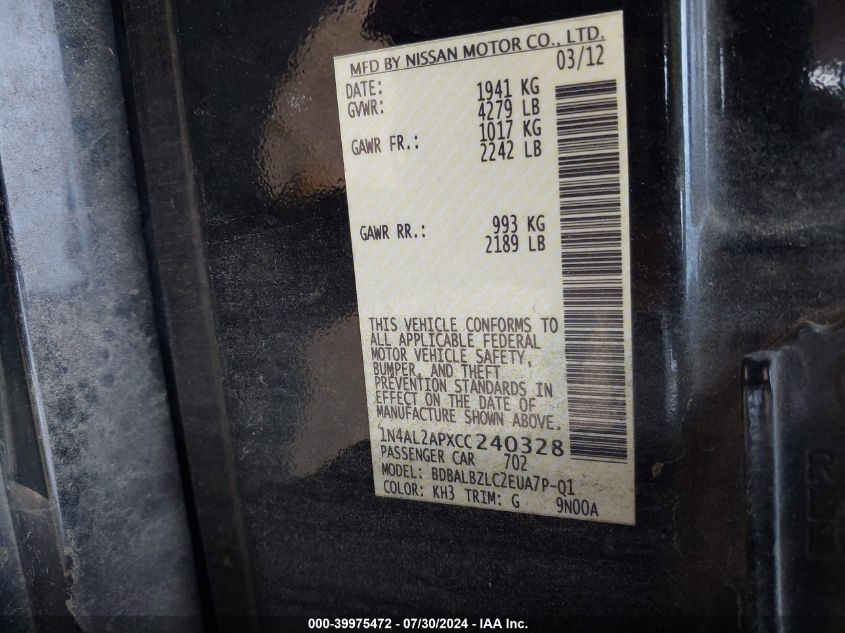 MFD BY NISSAN MOTOR CO., LTD.
DATE: 03/12
GVWR: 1941 KG
4279 LB
GAWR FR.: 1017 KG
2242 LB
GAWR RR.: 993 KG
2189 LB
THIS VEHICLE CONFORMS TO
ALL APPLICABLE FEDERAL
MOTOR VEHICLE SAFETY,
BUMPER, AND THEFT
PREVENTION STANDARDS IN
EFFECT ON THE DATE OF
MANUFACTURE SHOWN ABOVE.
1N4AL2APXCC240328
PASSENGER CAR 702
MODEL: BDBALBZLC2EUA7P-Q1
COLOR: KH3 TRIM: G 9N00A
000-39975472 - 07/30/2024 - IAA Inc.